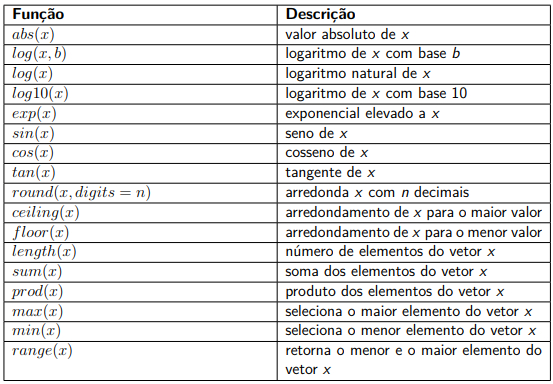 Função Descrição
abs(x) valor absoluto de x
log(x, b) logaritmo de x com base b
log(x) logaritmo natural de x
log10(x) logaritmo de x com base 10
exp(x) exponencial elevado a x
sin(x) seno de x
cos(x) cosseno de x
tan(x) tangente de x
round(x, digits = n) arredonda x com n decimais
ceiling(x) arredondamento de x para o maior valor
floor(x) arredondamento de x para o menor valor
length(x) número de elementos do vetor x
sum(x) soma dos elementos do vetor x
prod(x) produto dos elementos do vetor x
max(x) seleciona o maior elemento do vetor x
min(x) seleciona o menor elemento do vetor x
range(x) retorna o menor e o maior elemento do
vetor x